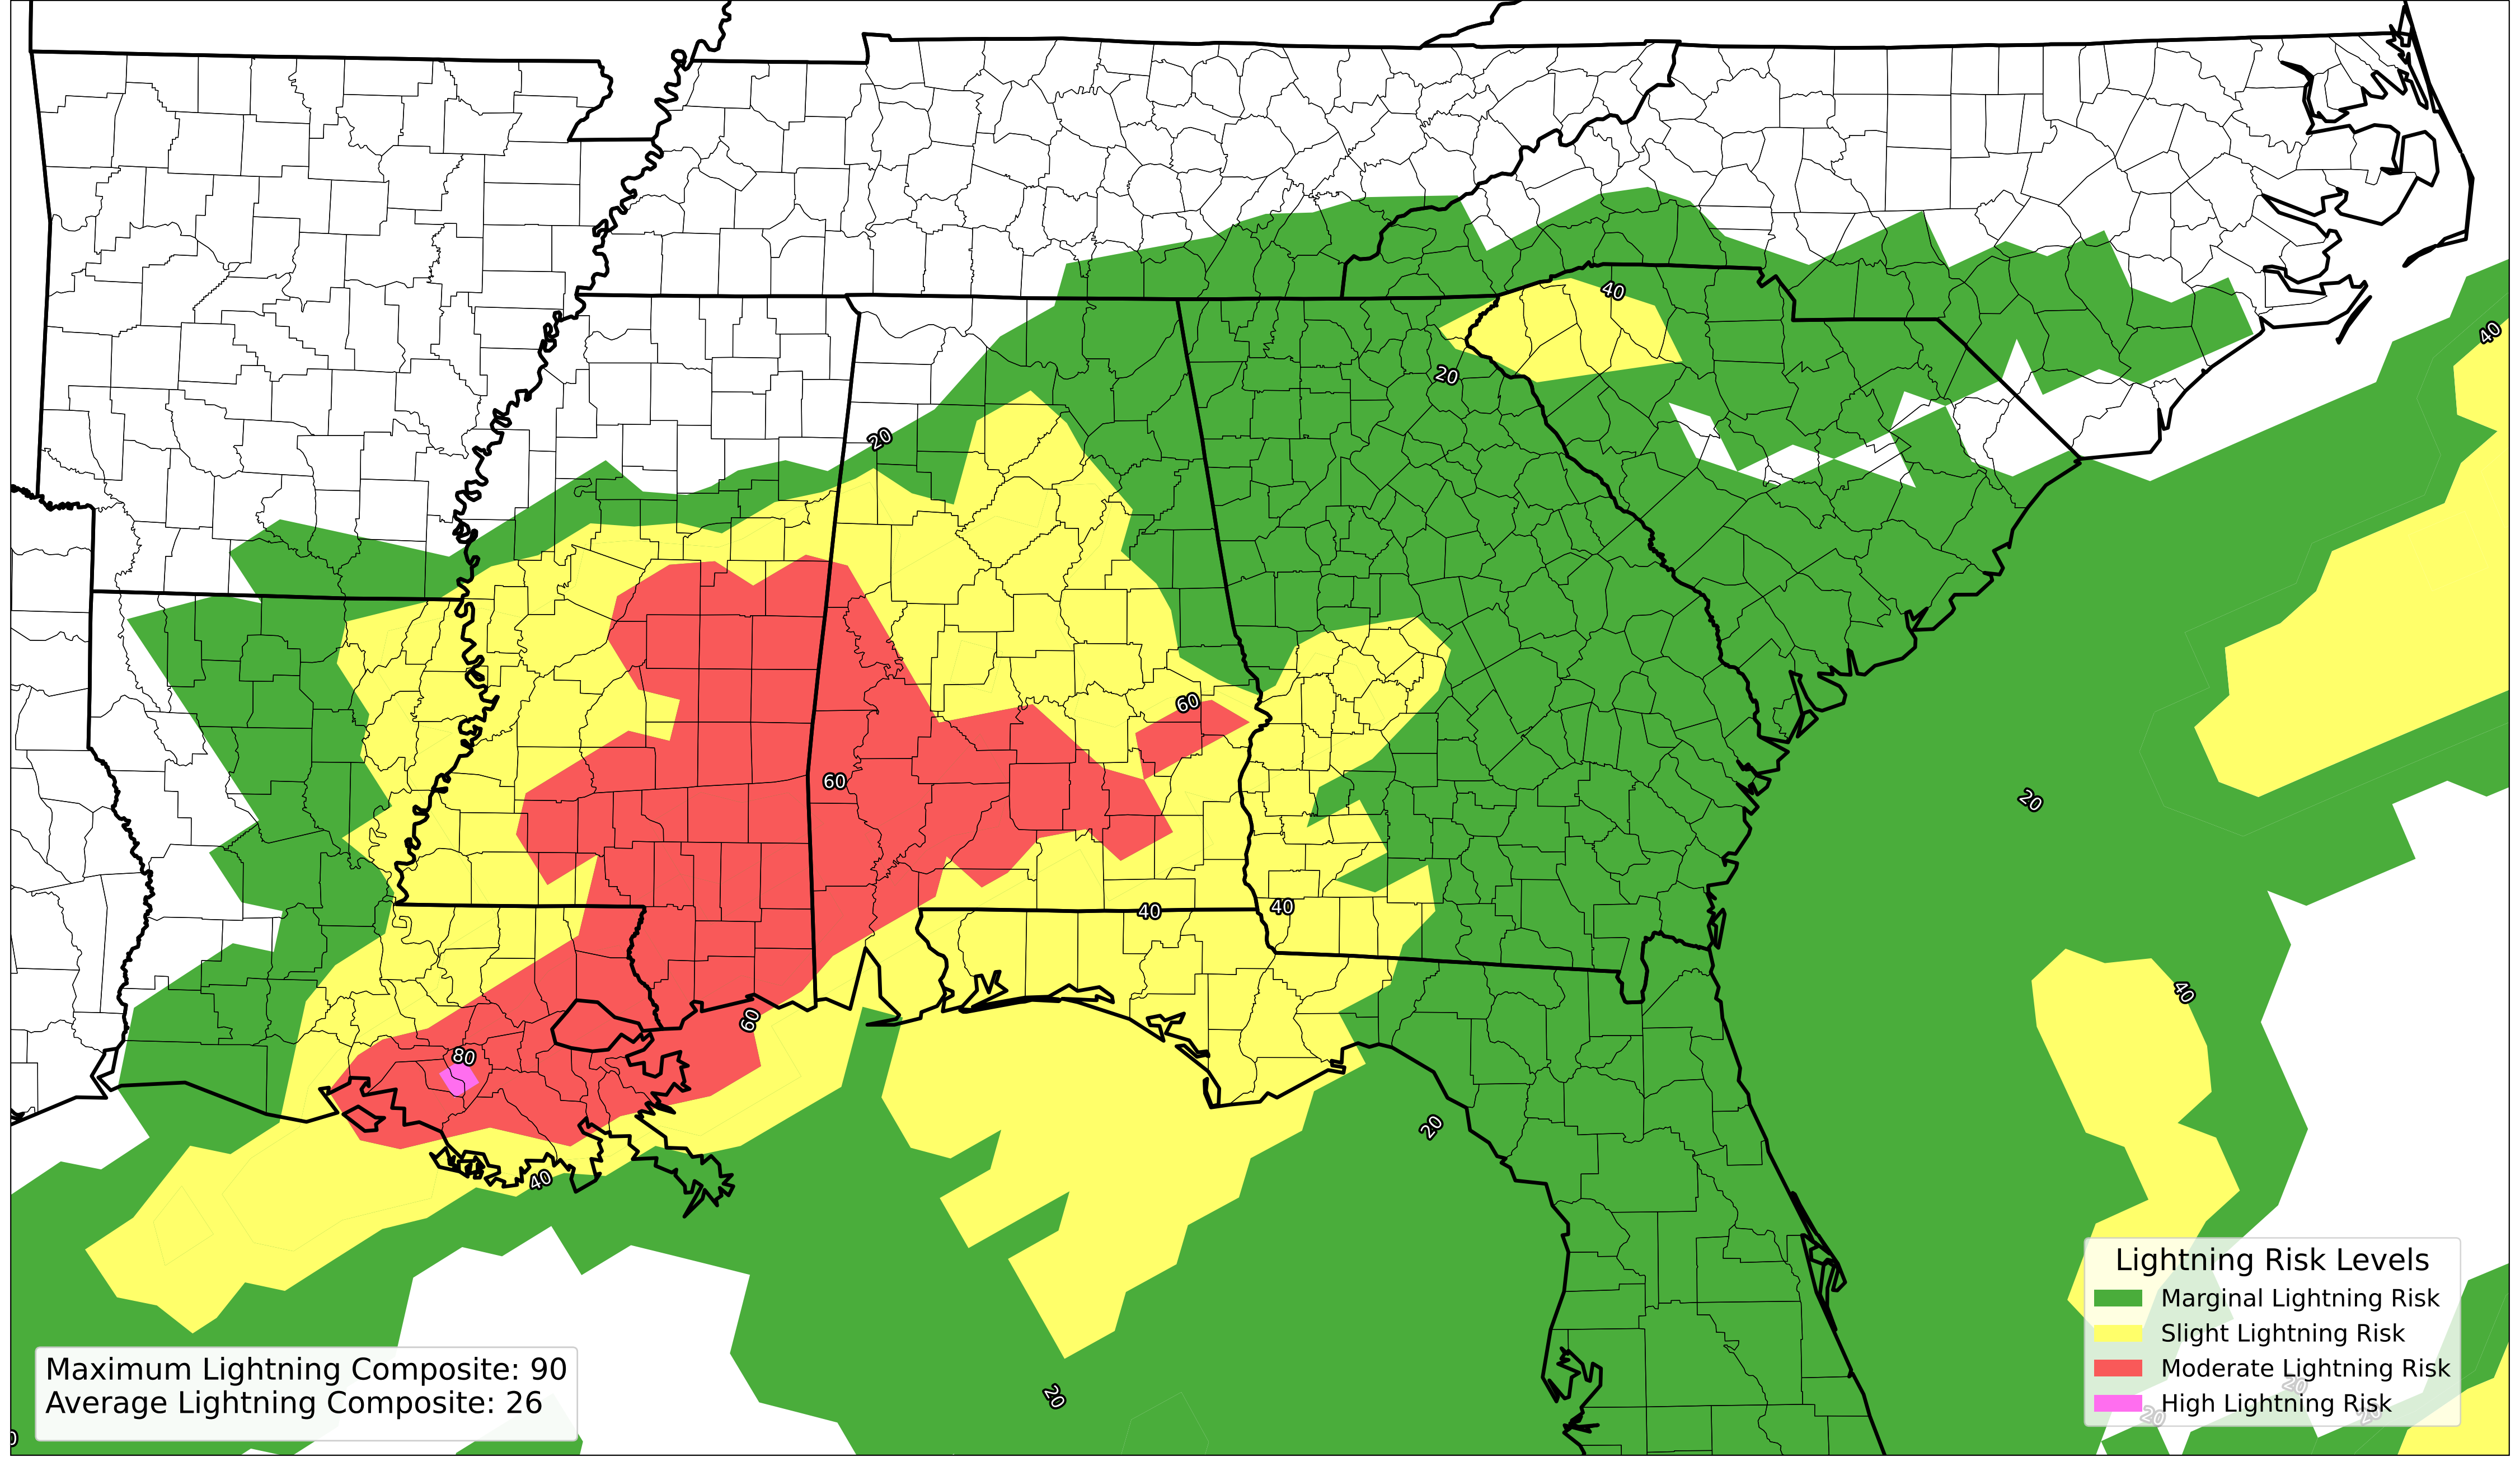 40
40
20
20
60
60
20
40
40
40
60
80
20
40
Maximum Lightning Composite: 90
Average Lightning Composite: 26
20
Lightning Risk Levels
Marginal Lightning Risk
Slight Lightning Risk
Moderate Lightning Risk
High Lightning Risk
20
20
20